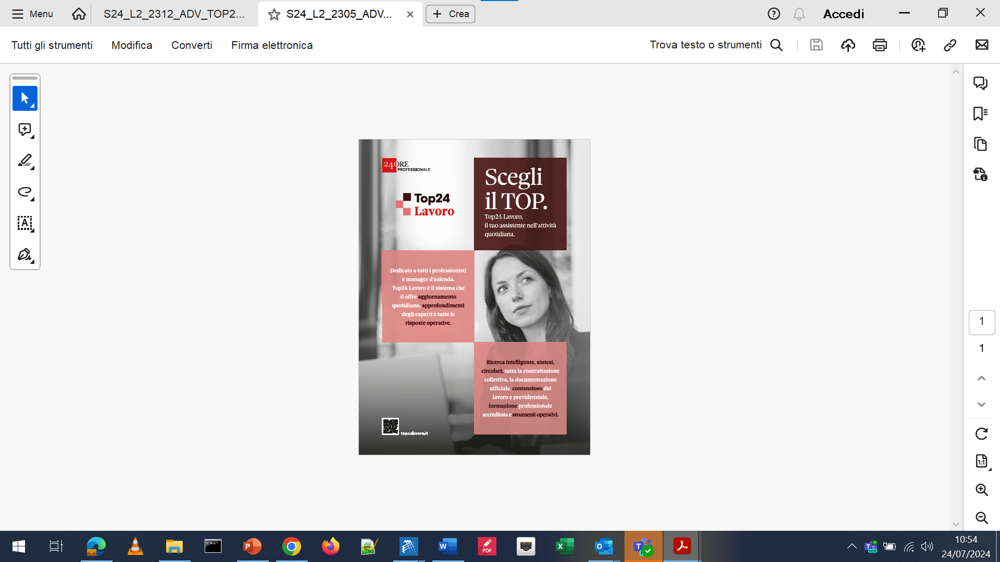 Menu
S24_L2_2312_ADV_TOP2...
S24_L2_2305_ADV...
Crea
Accedi
Tutti gli strumenti
Modifica
Converti
Firma elettronica
Trova testo o strumenti
24 ORE
PROFESSIONALE
Top24
Lavoro
Scegli
il TOP.
Top24 Lavoro,
il tuo assistente nell'attività
quotidiana.
Dedicato a tutti i professionisti
e manager d'azienda,
Top24 Lavoro è il sistema che
ti offre aggiornamento
quotidiano, approfondimenti
degli esperti e tutte le
risposte operative.
Ricerca intelligente, sintesi,
circolari, tutta la contrattazione
collettiva, la documentazione
ufficiale, contenzioso del
lavoro e previdenziale,
formazione professionale
accreditata e strumenti operativi.
top24lavoro.it
1
1
1:1
10:54
24/07/2024